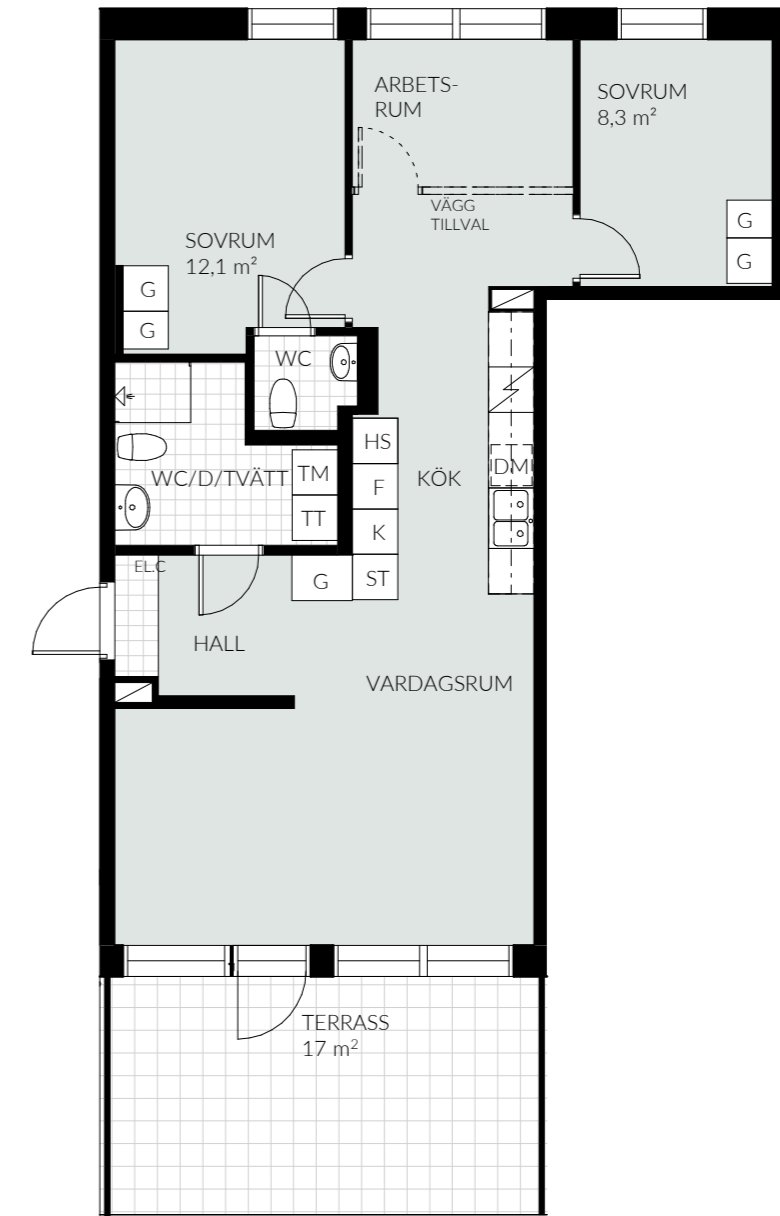 ARBETS-
RUM
SOVRUM
8,3 m²
VÄGG
TILLVAL
G
G
SOVRUM
12,1 m²
G
G
WC
HS
F
K
ST
KÖK
DM
WC/D/TVÄTT
TM
TT
EL.C
G
HALL
VARDAGSRUM
TERRASS
17 m²